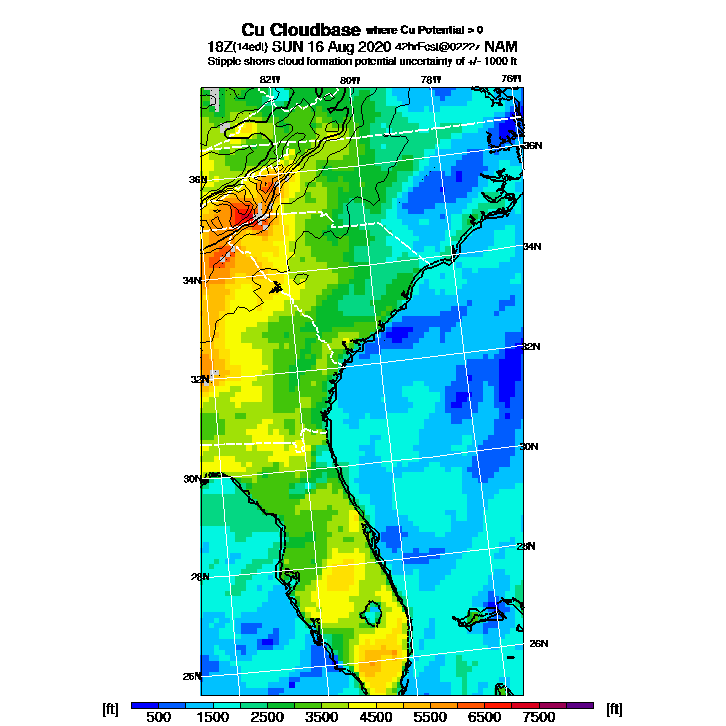 Cu Cloudbase where Cu Potential > 0
18Z(14edt) SUN 16 Aug 2020 42hrFcst@0222z NAM
Stipple shows cloud formation potential uncertainty of +/- 1000 ft
82W 80W 78W 76W
36N
36N
34N
34N
32N
32N
30N
30N
28N
28N
26N
26N
[ft] [ft]
500 1500 2500 3500 4500 5500 6500 7500